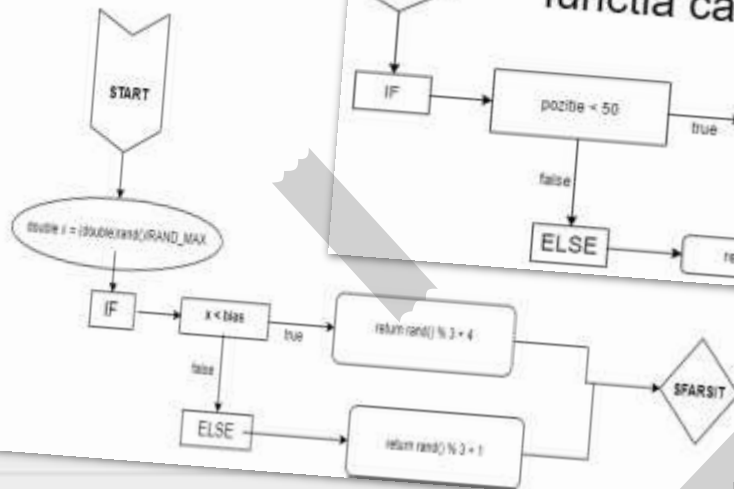 functia ca
START
IF
pozitie < 50
true
false
ELSE
re
double x = (double)rand()/RAND_MAX
IF
x < bias
true
return rand() % 3 + 4
false
SFARSIT
ELSE
return rand() % 3 + 1